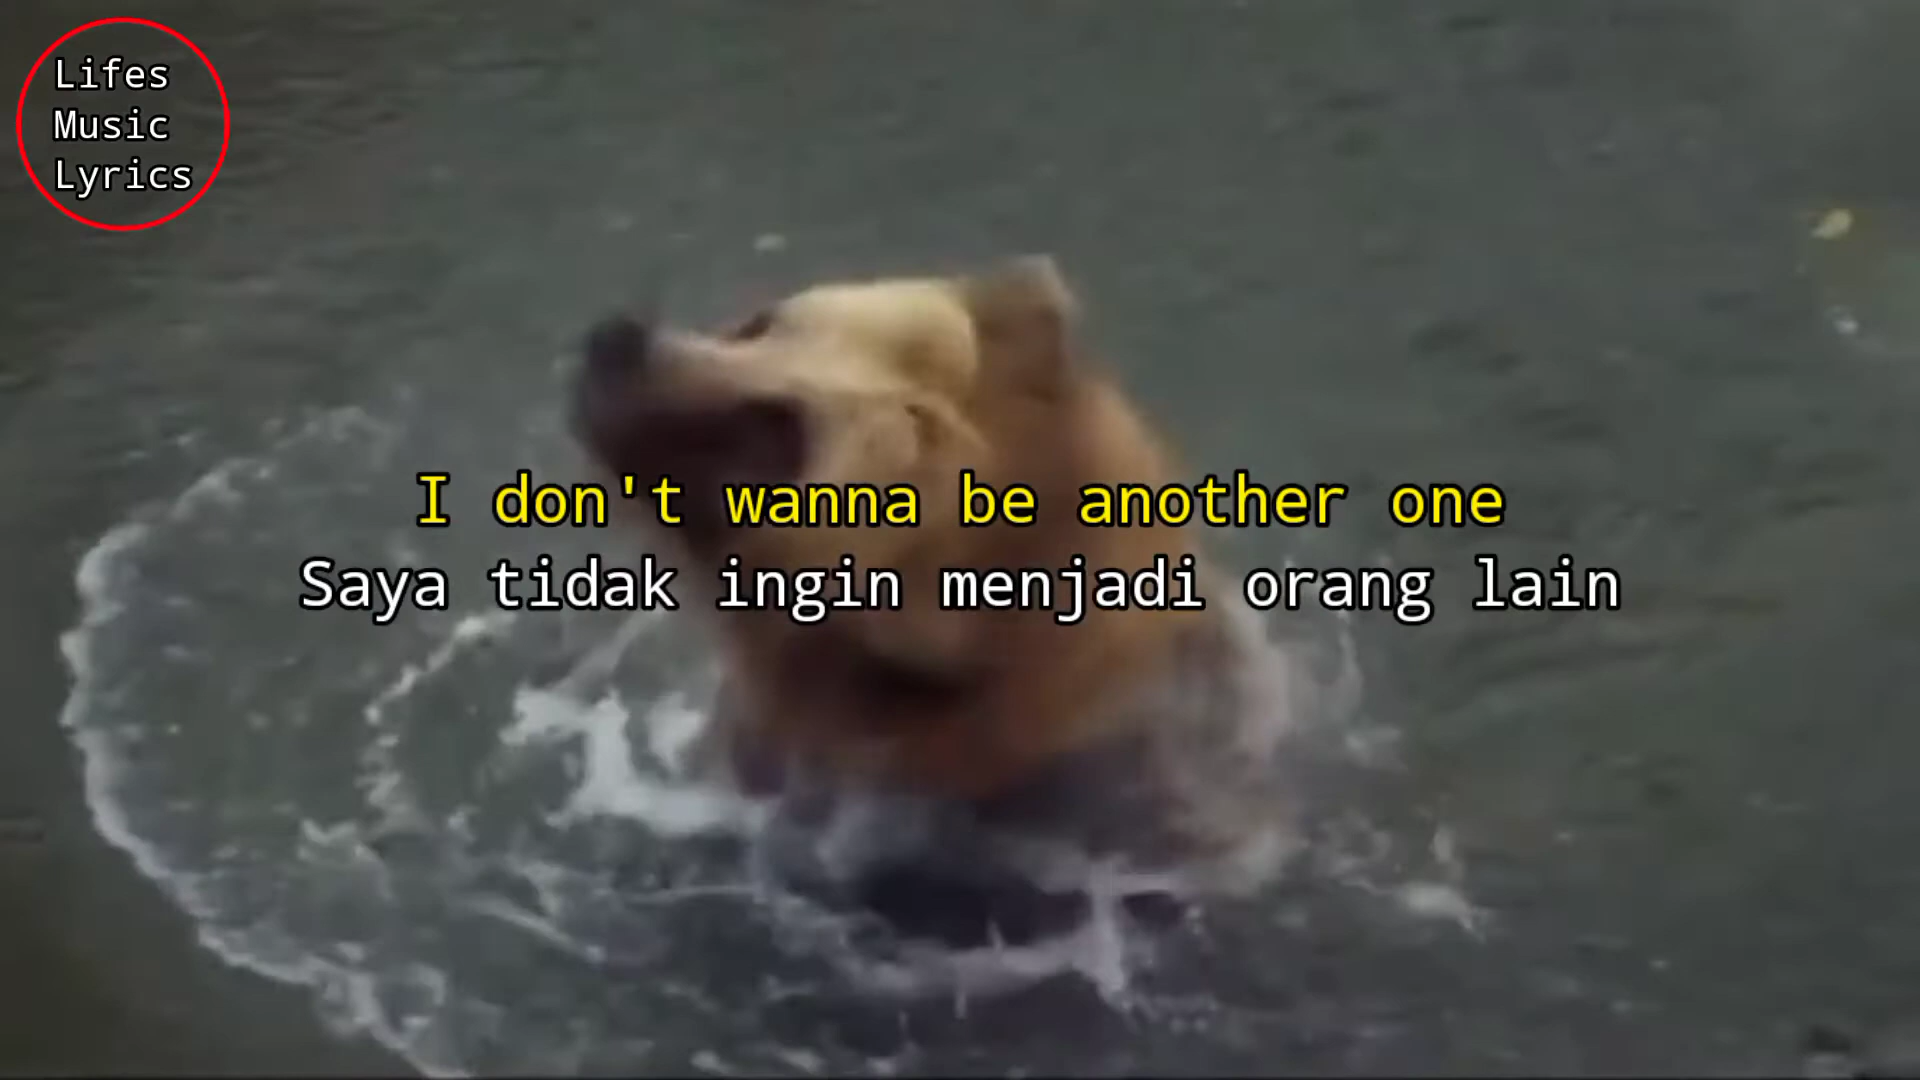 Lifes
Music
Lyrics
I don't wanna be another one
Saya tidak ingin menjadi orang lain